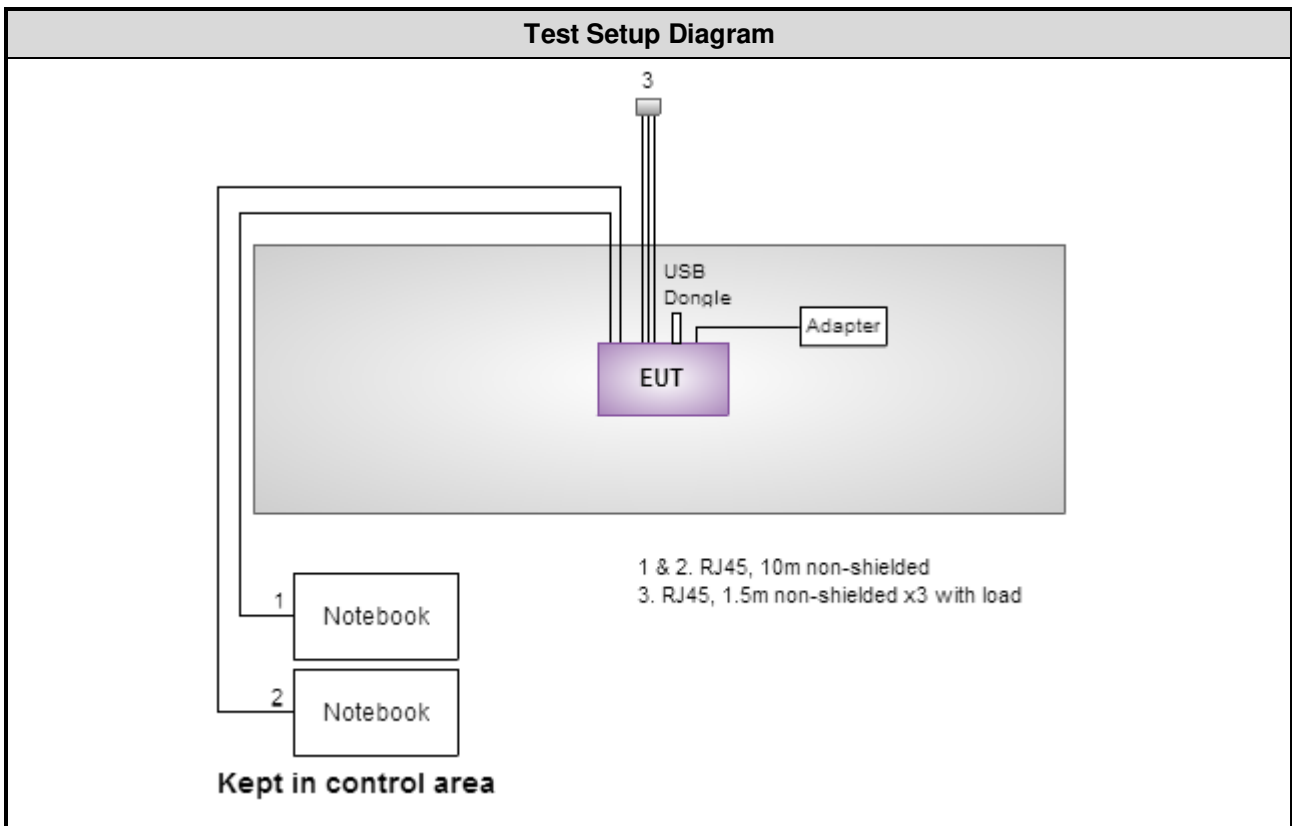 Test Setup Diagram
3
USB
Dongle
Adapter
EUT
1 & 2. RJ45, 10m non-shielded
3. RJ45, 1.5m non-shielded x3 with load
1
Notebook
2
Notebook
Kept in control area